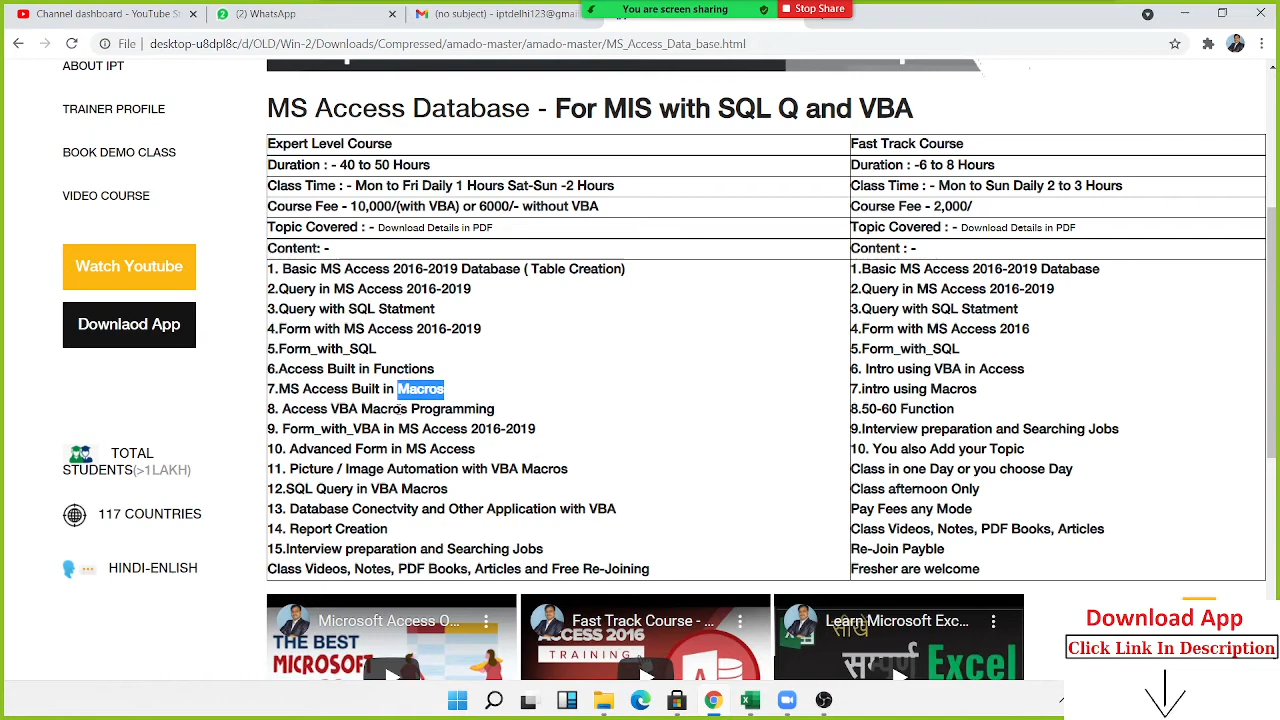 Channel dashboard - YouTube St
(2) WhatsApp
(no subject) - iptdelhi123@gmai
You are screen sharing
Stop Share
File | desktop-u8dpl8c/d/OLD/Win-2/Downloads/Compressed/amado-master/amado-master/MS_Access_Data_base.html
ABOUT IPT
TRAINER PROFILE
BOOK DEMO CLASS
VIDEO COURSE
Watch Youtube
Downlaod App
TOTAL
STUDENTS(>1LAKH)
117 COUNTRIES
HINDI-ENLISH
MS Access Database - For MIS with SQL Q and VBA
Expert Level Course
Duration : - 40 to 50 Hours
Class Time : - Mon to Fri Daily 1 Hours Sat-Sun -2 Hours
Course Fee - 10,000/(with VBA) or 6000/- without VBA
Topic Covered : - Download Details in PDF
Content: -
1. Basic MS Access 2016-2019 Database ( Table Creation)
2.Query in MS Access 2016-2019
3.Query with SQL Statment
4.Form with MS Access 2016-2019
5.Form_with_SQL
6.Access Built in Functions
7.MS Access Built in Macros
8. Access VBA Macros Programming
9. Form_with_VBA in MS Access 2016-2019
10. Advanced Form in MS Access
11. Picture / Image Automation with VBA Macros
12.SQL Query in VBA Macros
13. Database Conectvity and Other Application with VBA
14. Report Creation
15.Interview preparation and Searching Jobs
Class Videos, Notes, PDF Books, Articles and Free Re-Joining
Fast Track Course
Duration : -6 to 8 Hours
Class Time : - Mon to Sun Daily 2 to 3 Hours
Course Fee - 2,000/
Topic Covered : - Download Details in PDF
Content : -
1.Basic MS Access 2016-2019 Database
2.Query in MS Access 2016-2019
3.Query with SQL Statment
4.Form with MS Access 2016
5.Form_with_SQL
6. Intro using VBA in Access
7.intro using Macros
8.50-60 Function
9.Interview preparation and Searching Jobs
10. You also Add your Topic
Class in one Day or you choose Day
Class afternoon Only
Pay Fees any Mode
Class Videos, Notes, PDF Books, Articles
Re-Join Payble
Fresher are welcome
Microsoft Access O...
THE BEST
MICROSOFT
Fast Track Course - ...
ACCESS 2016
TRAINING
Learn Microsoft Exc...
सीखे
सम्पूर्ण Excel
Download App
Click Link In Description